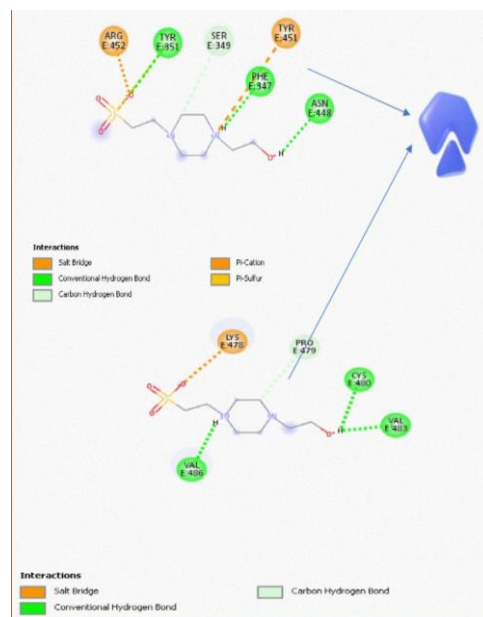 ARG
E:452
TYR
E:351
SER
E:349
TYR
E:451
PHE
E:347
ASN
E:448
H
H
Interactions
Salt Bridge
Conventional Hydrogen Bond
Carbon Hydrogen Bond
Pi-Cation
Pi-Sulfur
LYS
E:478
PRO
E:479
CYS
E:480
VAL
E:483
VAL
E:486
H
H
Interactions
Salt Bridge
Conventional Hydrogen Bond
Carbon Hydrogen Bond